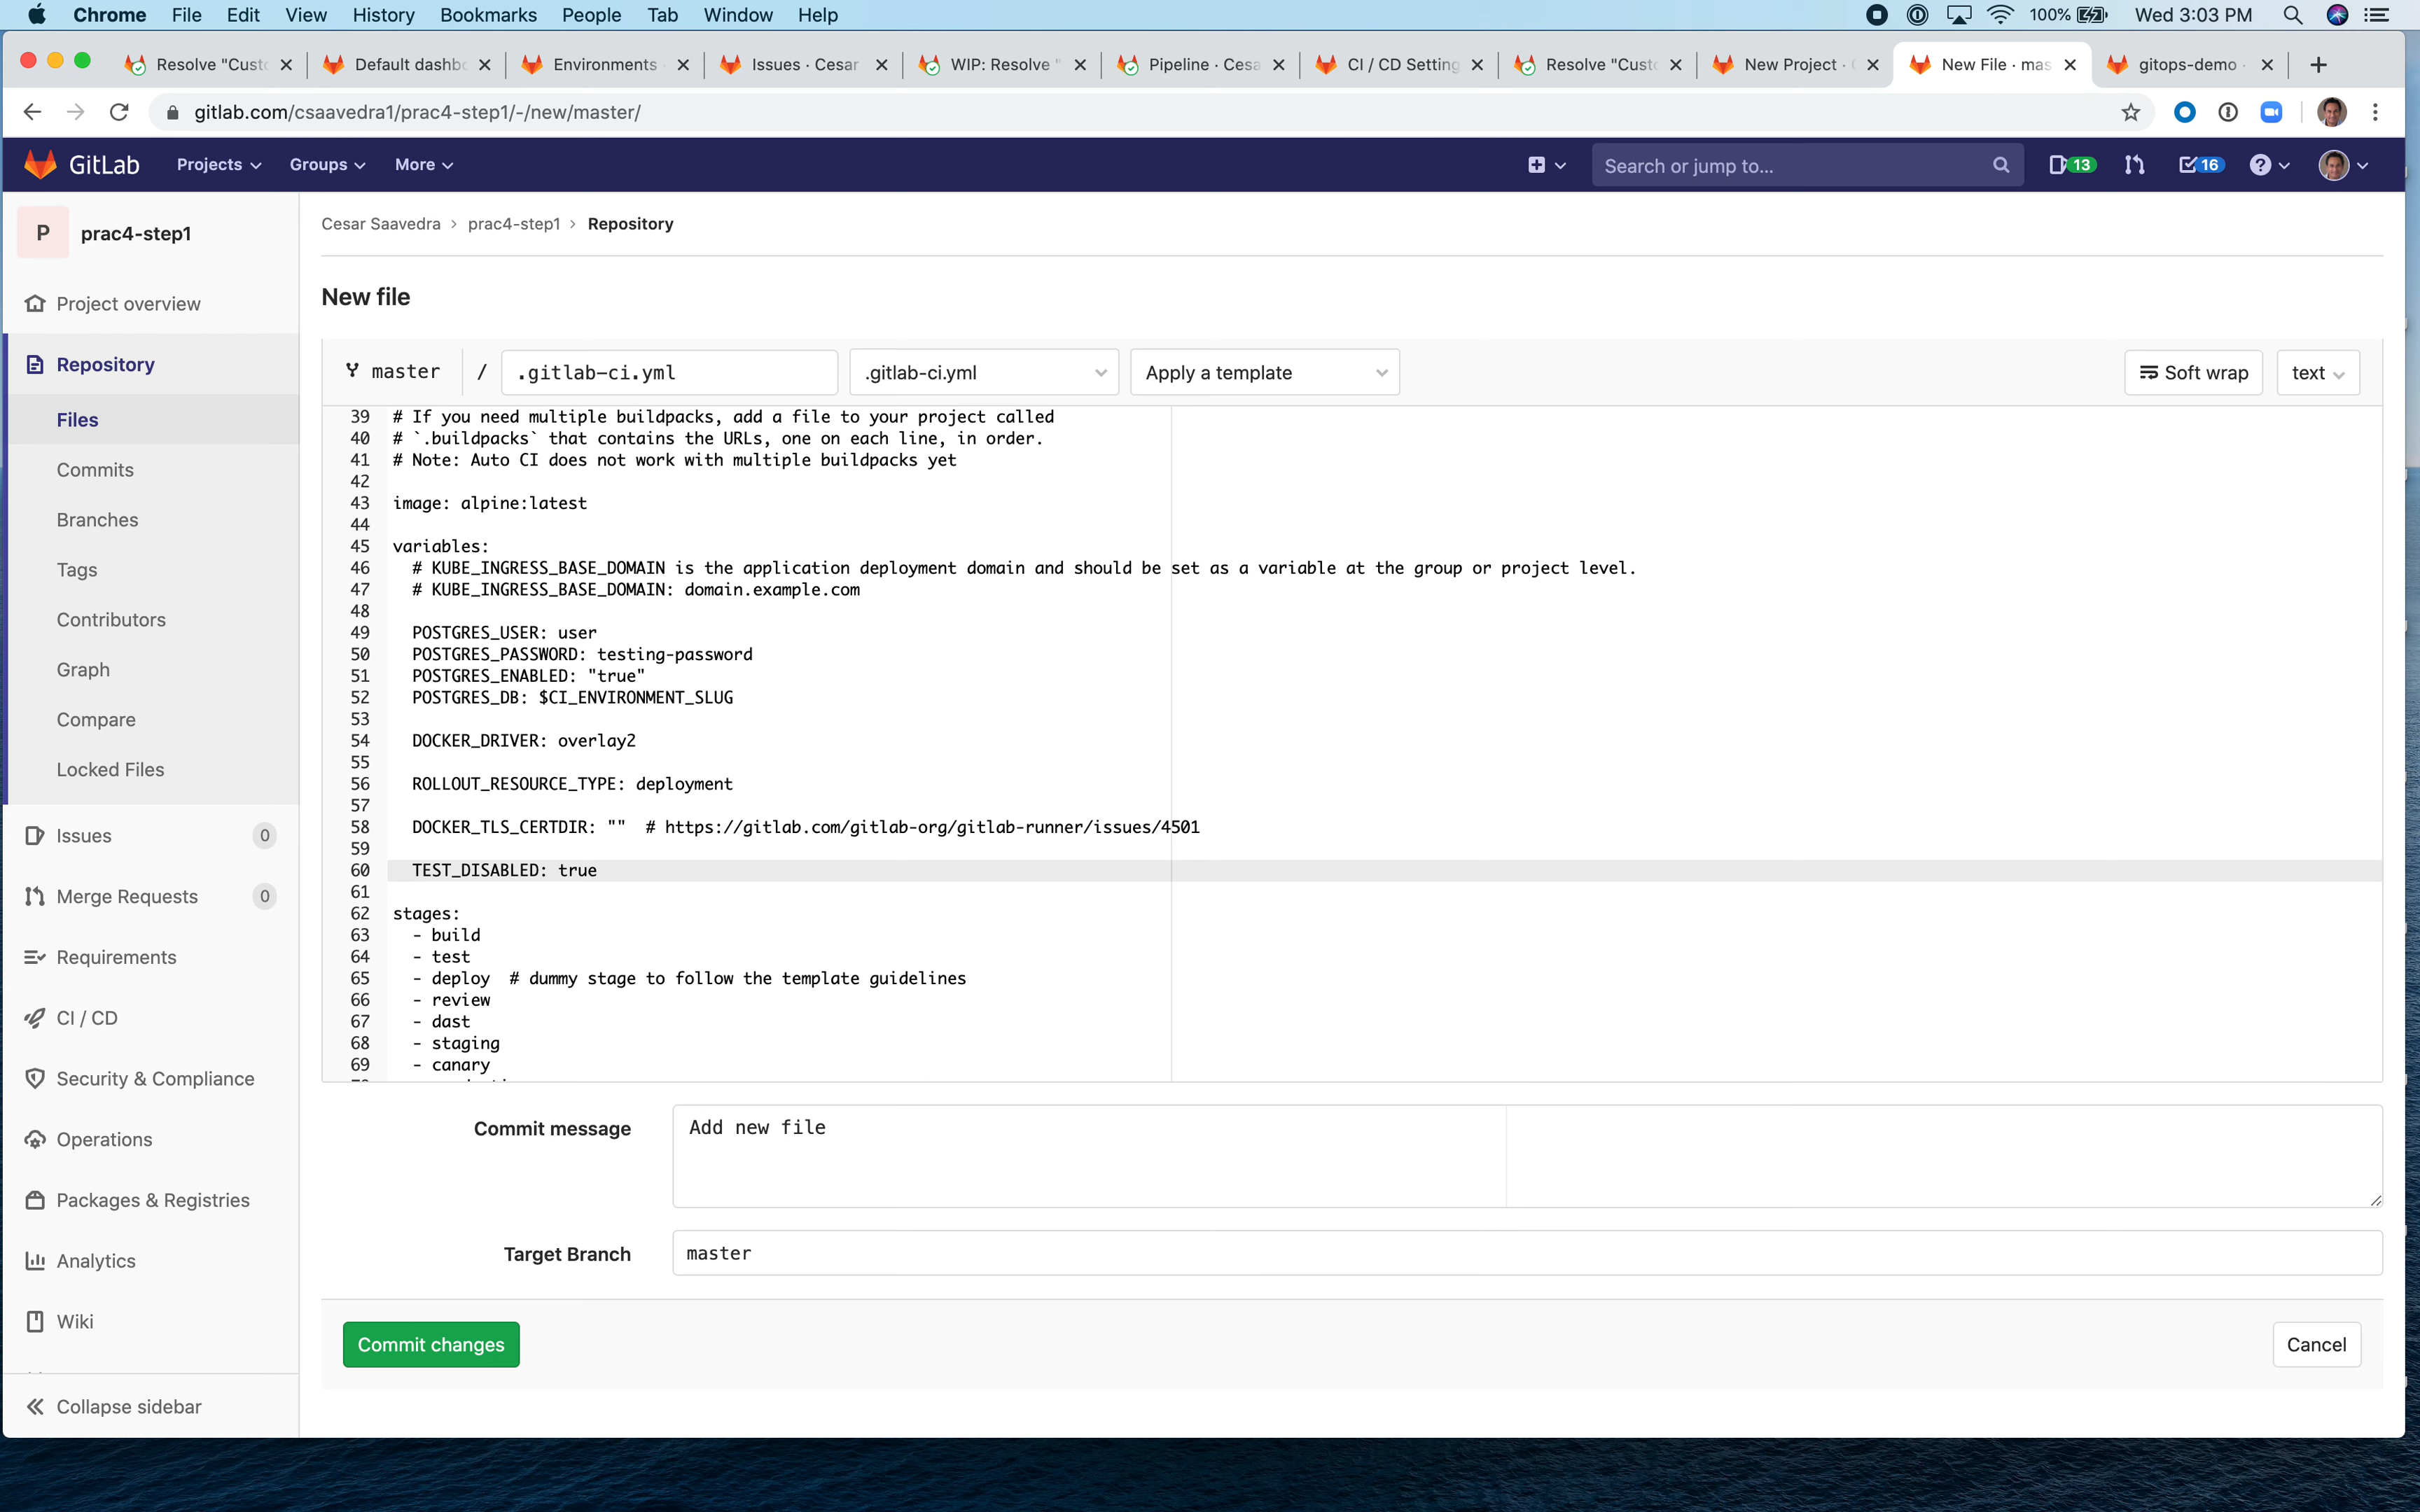 Chrome File Edit View History Bookmarks People Tab Window Help 100% Wed 3:03 PM
Resolve "Custo Default dashbo Environments · Issues · Cesar WIP: Resolve " Pipeline · Cesa CI / CD Setting Resolve "Custo New Project · New File · mas gitops-demo ·
gitlab.com/csaavedra1/prac4-step1/-/new/master/
GitLab Projects Groups More Search or jump to... 13 16
P prac4-step1
Project overview
Repository
Files
Commits
Branches
Tags
Contributors
Graph
Compare
Locked Files
Issues 0
Merge Requests 0
Requirements
CI / CD
Security & Compliance
Operations
Packages & Registries
Analytics
Wiki
Collapse sidebar
Cesar Saavedra > prac4-step1 > Repository
New file
master / .gitlab-ci.yml .gitlab-ci.yml Apply a template Soft wrap text
39 # If you need multiple buildpacks, add a file to your project called
40 # `.buildpacks` that contains the URLs, one on each line, in order.
41 # Note: Auto CI does not work with multiple buildpacks yet
42
43 image: alpine:latest
44
45 variables:
46 # KUBE_INGRESS_BASE_DOMAIN is the application deployment domain and should be set as a variable at the group or project level.
47 # KUBE_INGRESS_BASE_DOMAIN: domain.example.com
48
49 POSTGRES_USER: user
50 POSTGRES_PASSWORD: testing-password
51 POSTGRES_ENABLED: "true"
52 POSTGRES_DB: $CI_ENVIRONMENT_SLUG
53
54 DOCKER_DRIVER: overlay2
55
56 ROLLOUT_RESOURCE_TYPE: deployment
57
58 DOCKER_TLS_CERTDIR: "" # https://gitlab.com/gitlab-org/gitlab-runner/issues/4501
59
60 TEST_DISABLED: true
61
62 stages:
63 - build
64 - test
65 - deploy # dummy stage to follow the template guidelines
66 - review
67 - dast
68 - staging
69 - canary
Commit message Add new file
Target Branch master
Commit changes Cancel